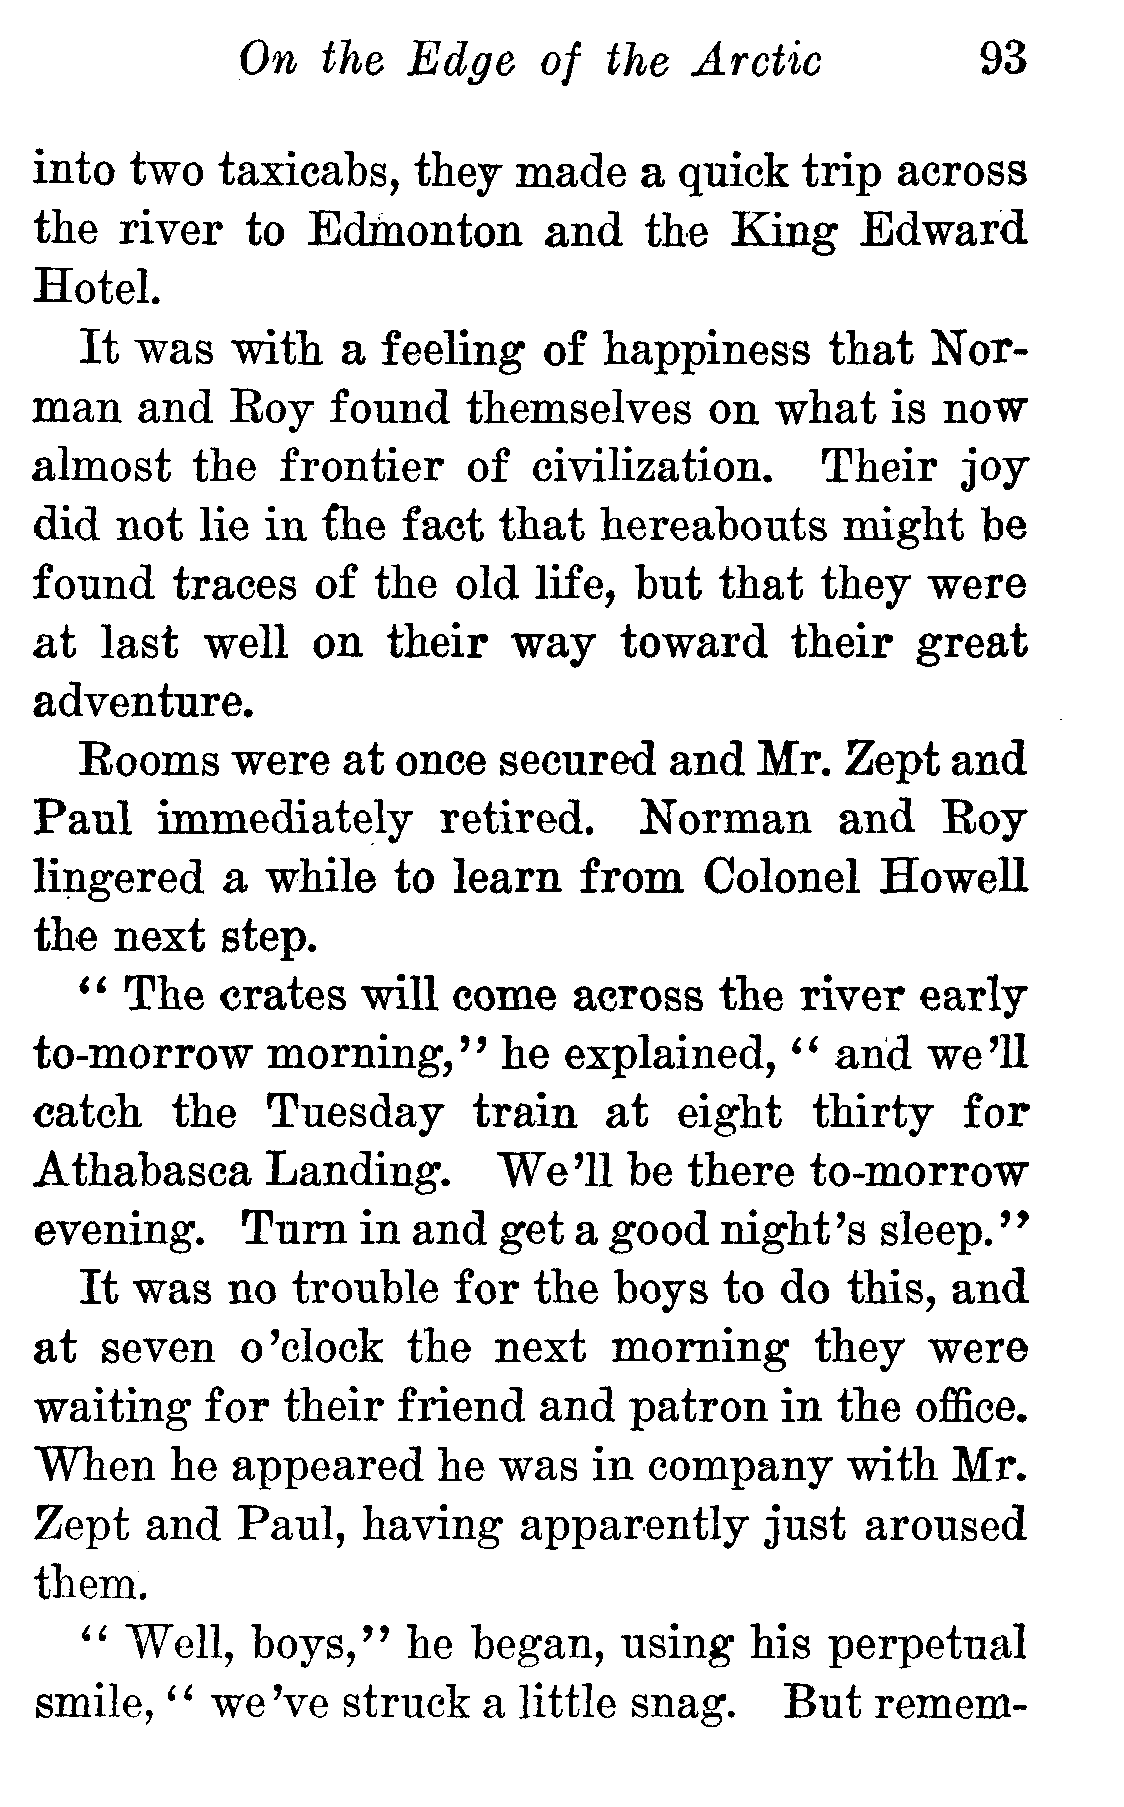 On the Edge of the Arctic 93
into two taxicabs, they made a quick trip across
the river to Edmonton and the King Edward
Hotel.
It was with a feeling of happiness that Nor-
man and Roy found themselves on what is now
almost the frontier of civilization. Their joy
did not lie in the fact that hereabouts might be
found traces of the old life, but that they were
at last well on their way toward their great
adventure.
Rooms were at once secured and Mr. Zept and
Paul immediately retired. Norman and Roy
lingered a while to learn from Colonel Howell
the next step.
“ The crates will come across the river early
to-morrow morning,” he explained, “ and we’ll
catch the Tuesday train at eight thirty for
Athabasca Landing. We’ll be there to-morrow
evening. Turn in and get a good night’s sleep.”
It was no trouble for the boys to do this, and
at seven o’clock the next morning they were
waiting for their friend and patron in the office.
When he appeared he was in company with Mr.
Zept and Paul, having apparently just aroused
them.
“ Well, boys,” he began, using his perpetual
smile, “ we’ve struck a little snag. But remem-